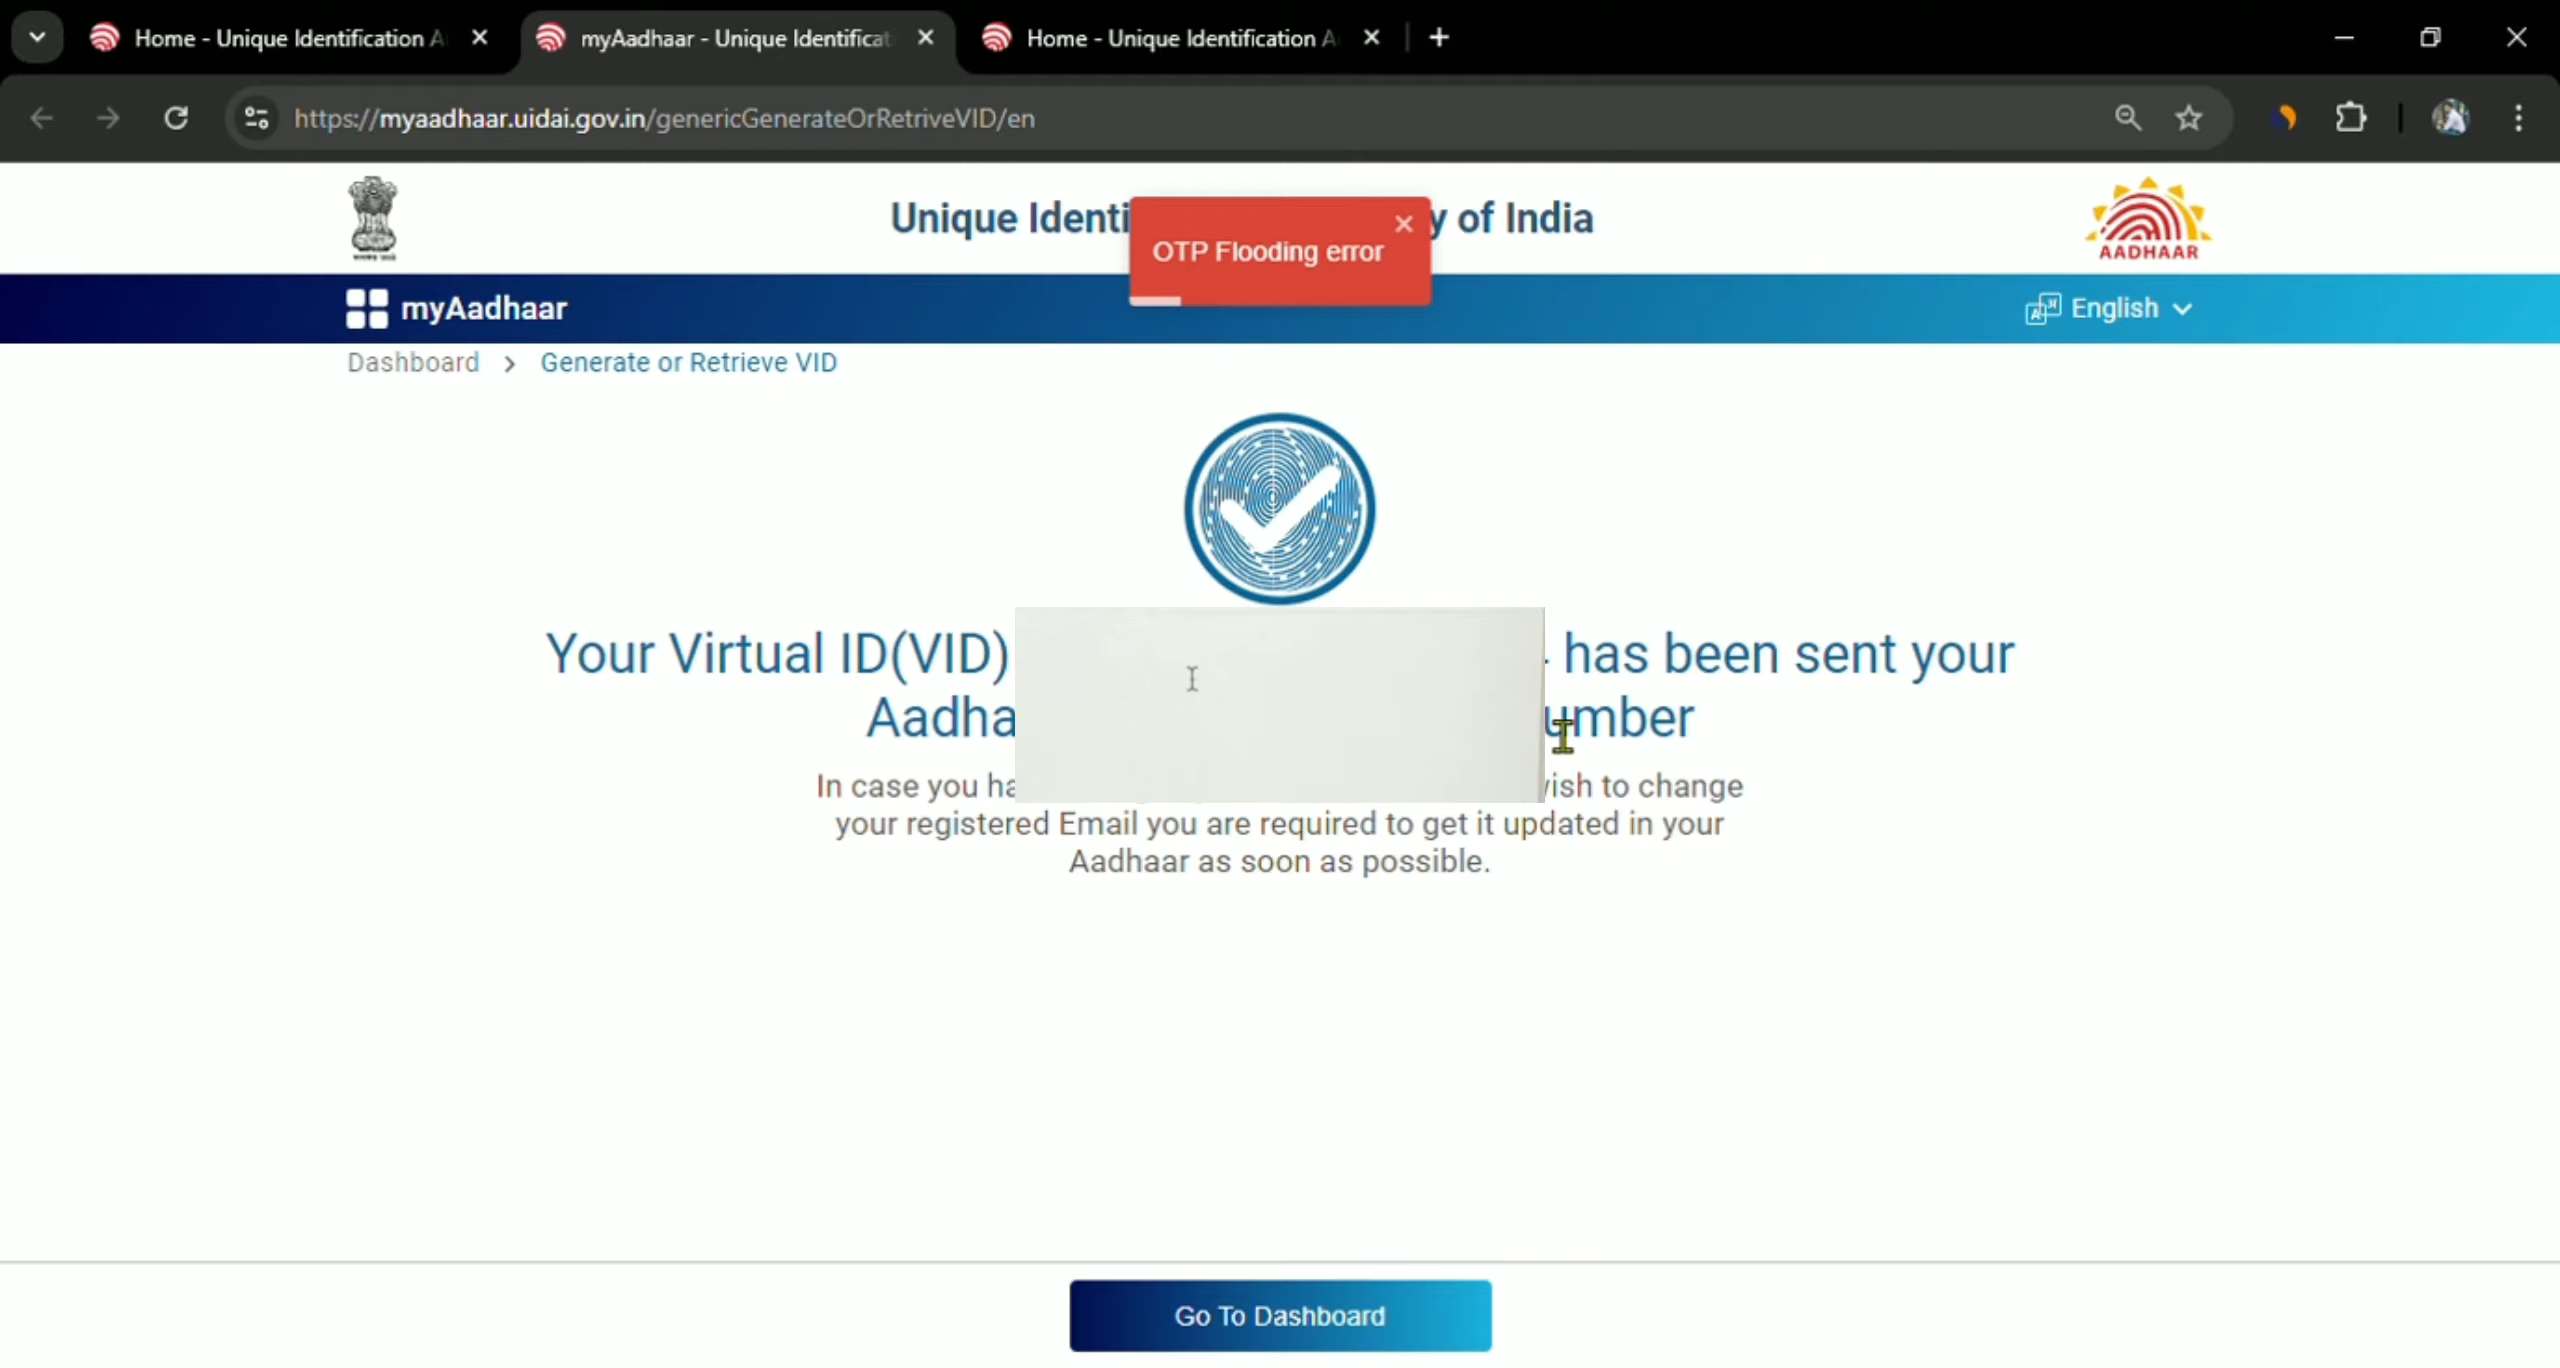 Home - Unique Identification A
myAadhaar - Unique Identificat
Home - Unique Identification A
https://myaadhaar.uidai.gov.in/genericGenerateOrRetriveVID/en
Unique Identi y of India
OTP Flooding error
AADHAAR
myAadhaar
English
Dashboard > Generate or Retrieve VID
Your Virtual ID(VID) has been sent your
Aadha umber
In case you ha ish to change
your registered Email you are required to get it updated in your
Aadhaar as soon as possible.
Go To Dashboard